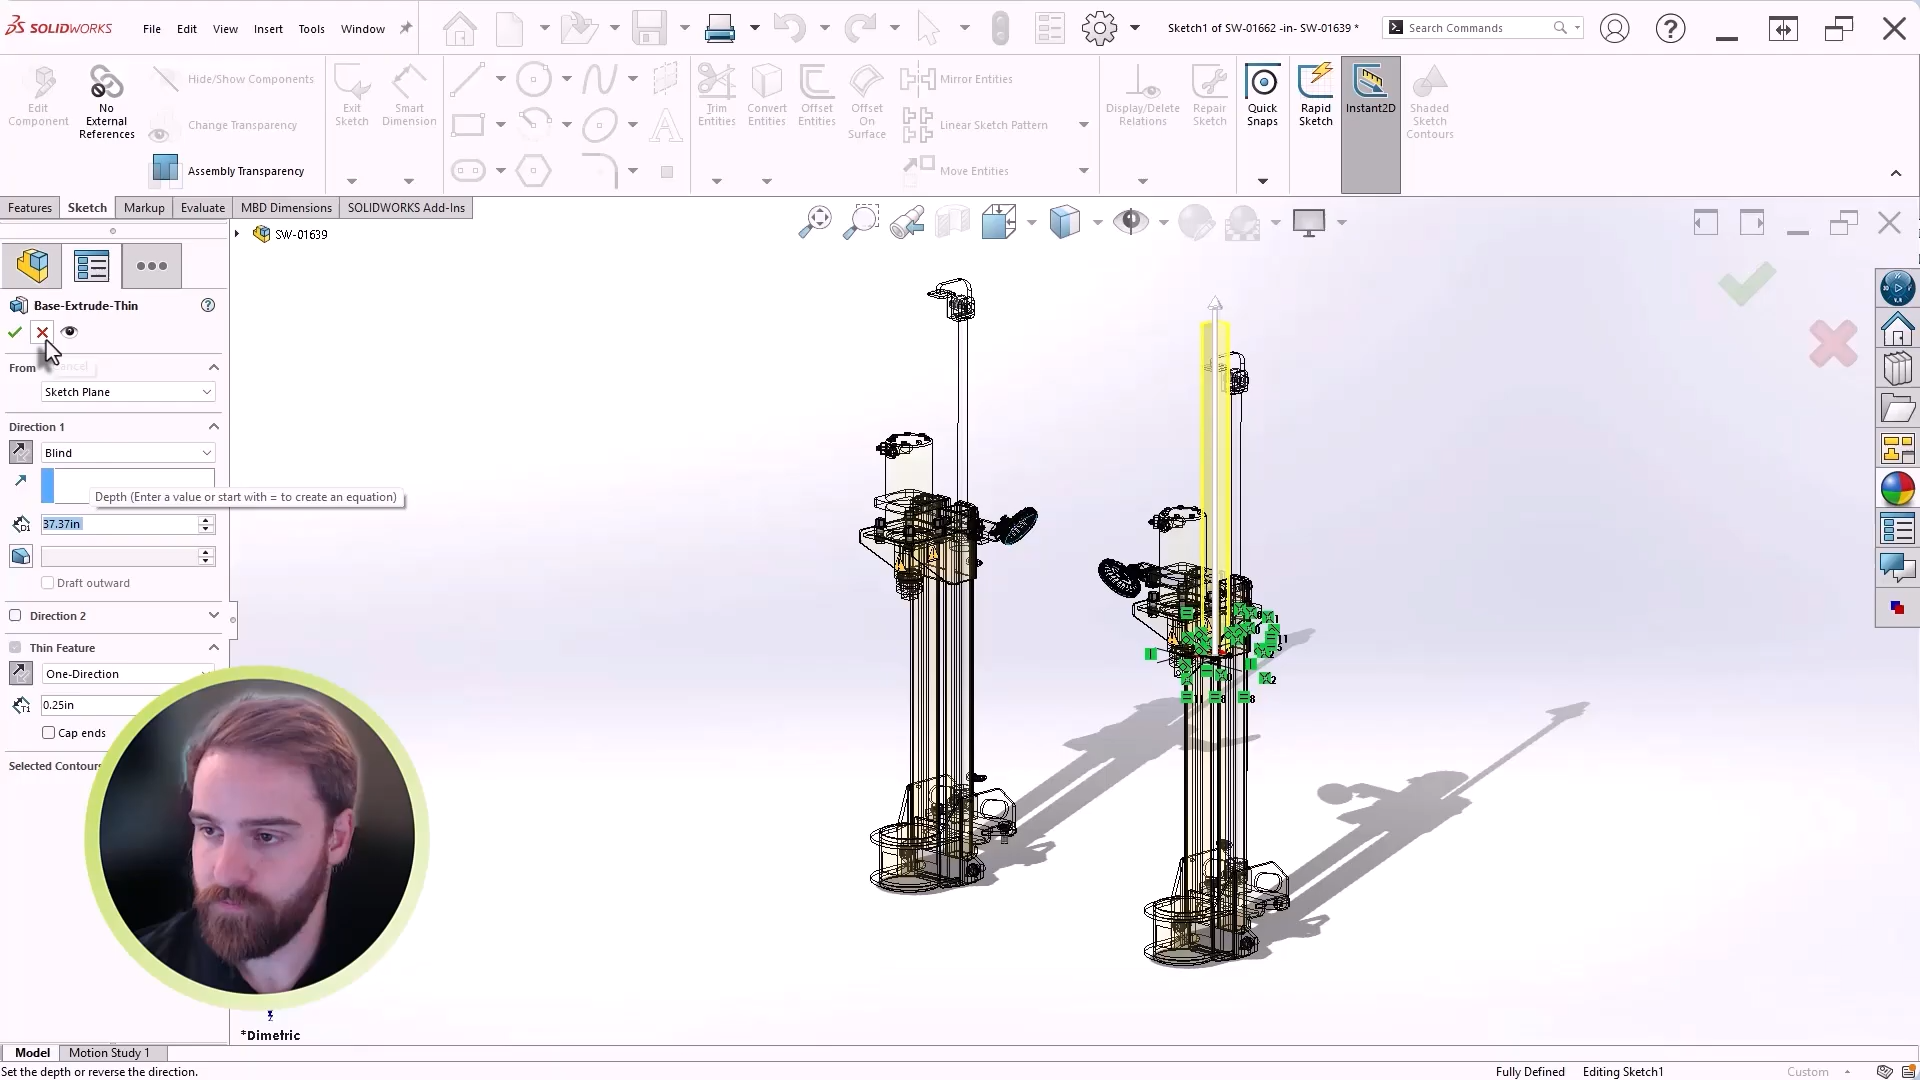 SOLIDWORKS
File Edit View Insert Tools Window
Sketch1 of SW-01662 -in- SW-01639 *
Search Commands
Edit Component
No External References
Hide/Show Components
Change Transparency
Assembly Transparency
Exit Sketch
Smart Dimension
Trim Entities
Convert Entities
Offset Entities
Offset On Surface
Mirror Entities
Linear Sketch Pattern
Move Entities
Display/Delete Relations
Repair Sketch
Quick Snaps
Rapid Sketch
Instant2D
Shaded Sketch Contours
Features Sketch Markup Evaluate MBD Dimensions SOLIDWORKS Add-Ins
SW-01639
Base-Extrude-Thin
From
Sketch Plane
Direction 1
Blind
Depth (Enter a value or start with = to create an equation)
37.37in
Draft outward
Direction 2
Thin Feature
One-Direction
0.25in
Cap ends
Selected Contours
*Dimetric
Model Motion Study 1
Set the depth or reverse the direction.
Fully Defined Editing Sketch1 Custom